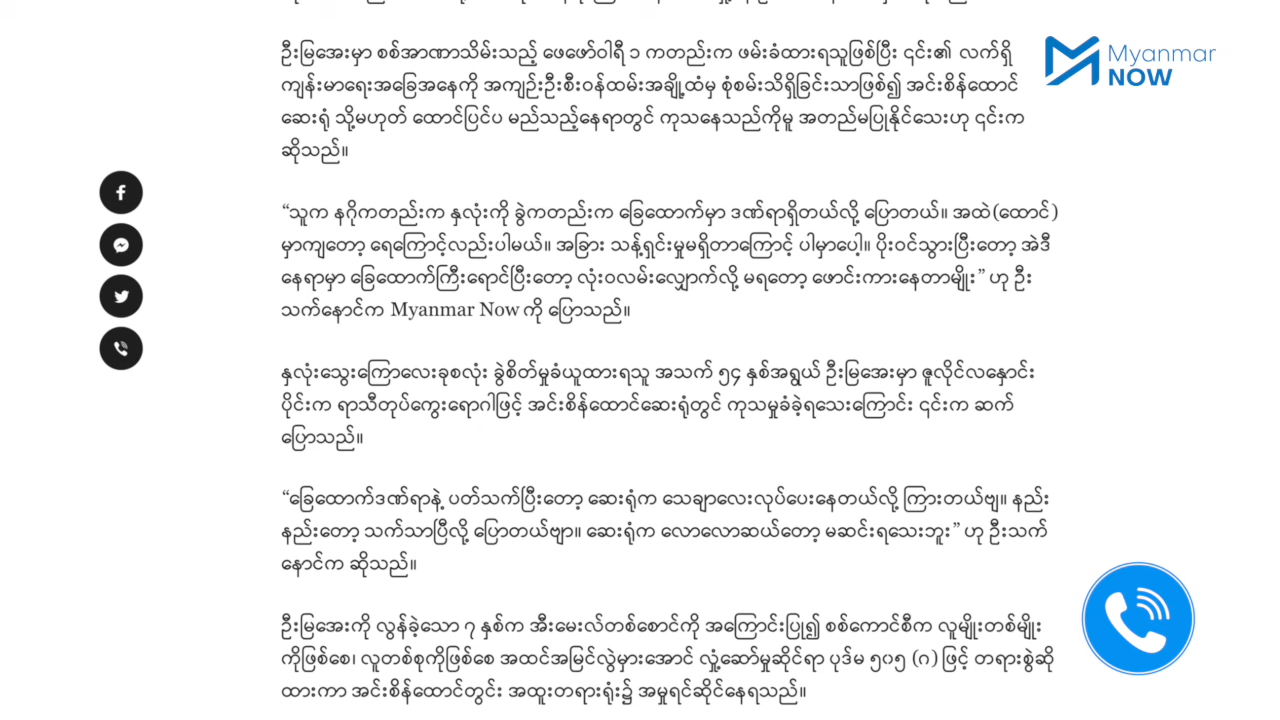 ဦးမြအေးမှာ စစ်အာဏာသိမ်းသည့် ဖေဖော်ဝါရီ ၁ ကတည်းက ဖမ်းခံထားရသူဖြစ်ပြီး ၎င်း၏ လက်ရှိ
Myanmar
NOW
ကျန်းမာရေးအခြေအနေကို အကျဉ်းဦးစီးဝန်ထမ်းအချို့ထံမှ စုံစမ်းသိရှိခြင်းသာဖြစ်၍ အင်းစိန်ထောင်
ဆေးရုံ သို့မဟုတ် ထောင်ပြင်ပ မည်သည့်နေရာတွင် ကုသနေသည်ကိုမူ အတည်မပြုနိုင်သေးဟု ၎င်းက
ဆိုသည်။
“သူက နဂိုကတည်းက နှလုံးကို ခွဲကတည်းက ခြေထောက်မှာ ဒဏ်ရာရှိတယ်လို့ ပြောတယ်။ အထဲ(ထောင်)
မှာကျတော့ ရေကြောင့်လည်းပါမယ်။ အခြား သန့်ရှင်းမှုမရှိတာကြောင့် ပါမှာပေါ့။ ပိုးဝင်သွားပြီးတော့ အဲဒီ
နေရာမှာ ခြေထောက်ကြီးရောင်ပြီးတော့ လုံးဝလမ်းလျှောက်လို့ မရတော့ ဖောင်းကားနေတာမျိုး” ဟု ဦး
သက်နောင်က Myanmar Now ကို ပြောသည်။
နှလုံးသွေးကြောလေးခုစလုံး ခွဲစိတ်မှုခံယူထားရသူ အသက် ၅၄ နှစ်အရွယ် ဦးမြအေးမှာ ဇူလိုင်လနှောင်း
ပိုင်းက ရာသီတုပ်ကွေးရောဂါဖြင့် အင်းစိန်ထောင်ဆေးရုံတွင် ကုသမှုခံခဲ့ရသေးကြောင်း ၎င်းက ဆက်
ပြောသည်။
“ခြေထောက်ဒဏ်ရာနဲ့ ပတ်သက်ပြီးတော့ ဆေးရုံက သေချာလေးလုပ်ပေးနေတယ်လို့ ကြားတယ်ဗျ။ နည်း
နည်းတော့ သက်သာပြီလို့ ပြောတယ်ဗျာ။ ဆေးရုံက လောလောဆယ်တော့ မဆင်းရသေးဘူး” ဟု ဦးသက်
နောင်က ဆိုသည်။
ဦးမြအေးကို လွန်ခဲ့သော ၇ နှစ်က အီးမေးလ်တစ်စောင်ကို အကြောင်းပြု၍ စစ်ကောင်စီက လူမျိုးတစ်မျိုး
ကိုဖြစ်စေ၊ လူတစ်စုကိုဖြစ်စေ အထင်အမြင်လွဲမှားအောင် လှုံ့ဆော်မှုဆိုင်ရာ ပုဒ်မ ၅၀၅ (ဂ) ဖြင့် တရားစွဲဆို
ထားကာ အင်းစိန်ထောင်တွင်း အထူးတရားရုံး၌ အမှုရင်ဆိုင်နေရသည်။